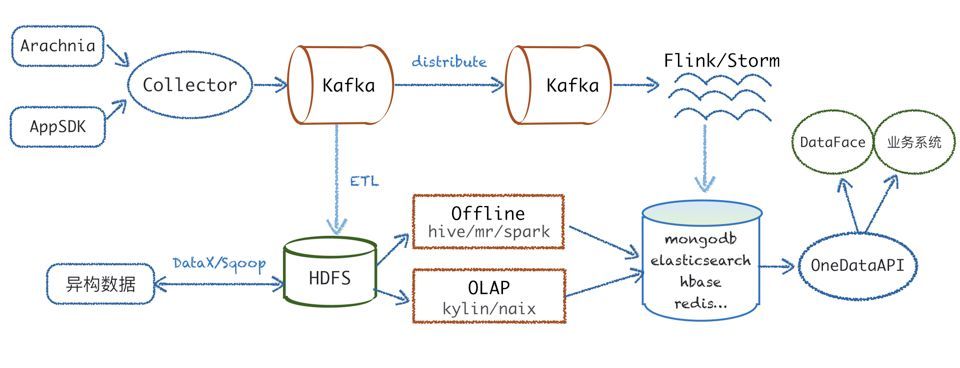 Arachnia
AppSDK
Collector
Kafka
distribute
Kafka
Flink/Storm
DataFace
业务系统
ETL
异构数据
DataX/Sqoop
HDFS
Offline
hive/mr/spark
OLAP
kylin/naix
mongodb
elasticsearch
hbase
redis...
OneDataAPI